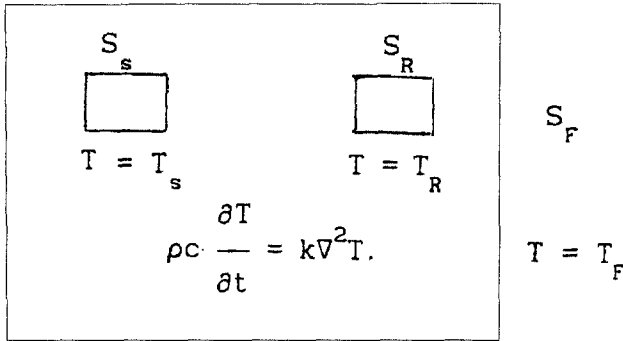 S_s S_R
S_F
T = T_s T = T_R
ρc ∂T/∂t = k∇²T.
T = T_F